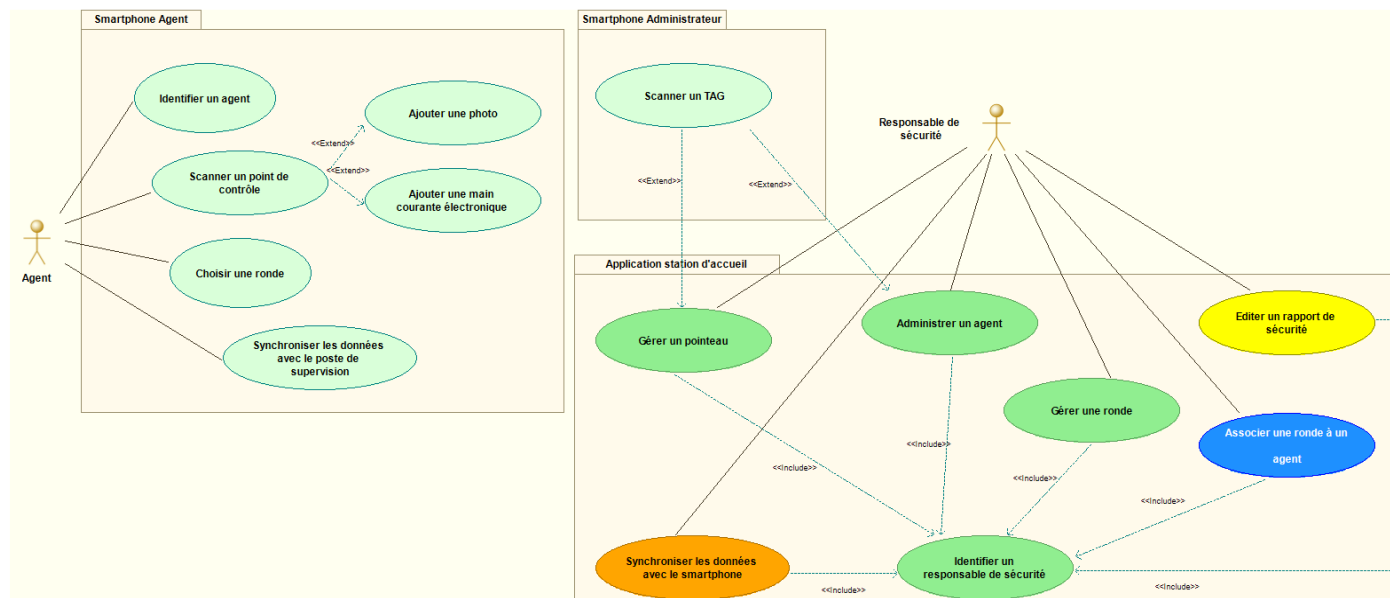 Smartphone Agent
Identifier un agent
Ajouter une photo
<<Extend>>
Scanner un point de
contrôle
<<Extend>>
Ajouter une main
courante électronique
Agent
Choisir une ronde
Synchroniser les données
avec le poste de
supervision
Smartphone Administrateur
Scanner un TAG
<<Extend>>
<<Extend>>
Responsable de
sécurité
Application station d'accueil
Gérer un pointeau
Administrer un agent
Editer un rapport de
sécurité
Gérer une ronde
Associer une ronde à un
agent
<<Include>>
<<Include>>
<<Include>>
<<Include>>
Synchroniser les données
avec le smartphone
<<Include>>
Identifier un
responsable de sécurité
<<Include>>